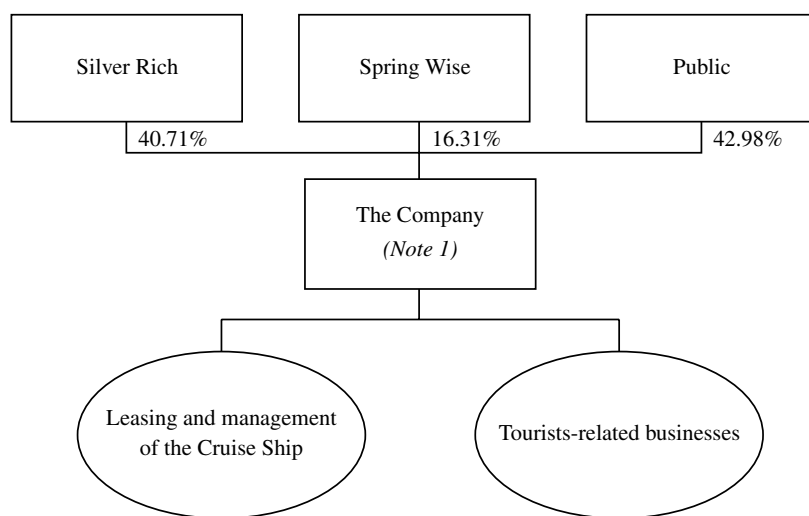 Silver Rich
Spring Wise
Public
40.71%
16.31%
42.98%
The Company
(Note 1)
Leasing and management
of the Cruise Ship
Tourists-related businesses